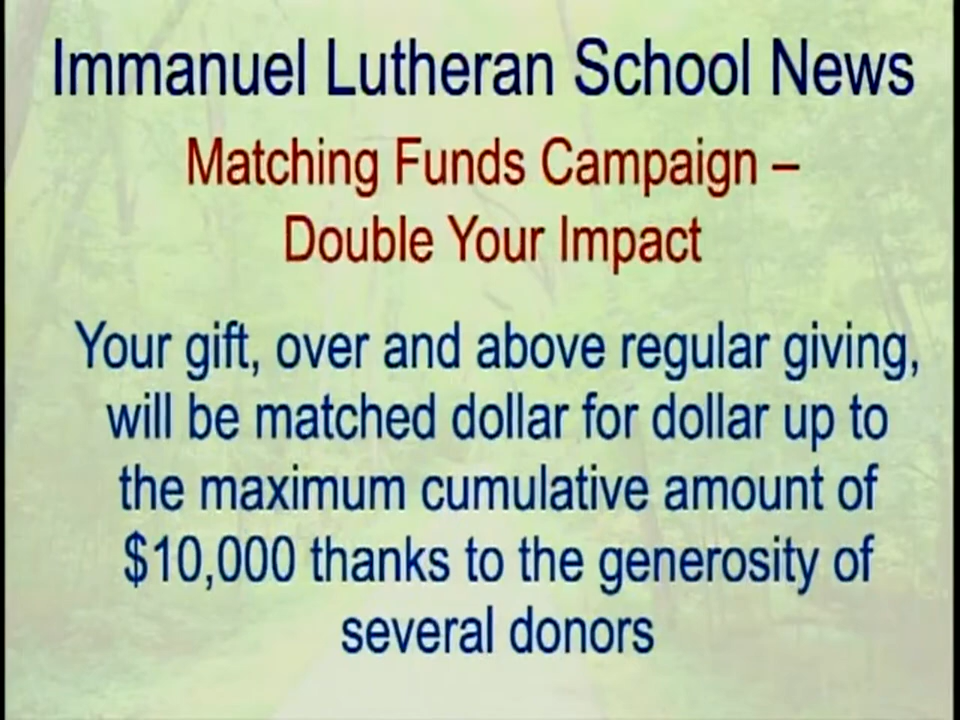 Immanuel Lutheran School News
Matching Funds Campaign –
Double Your Impact
Your gift, over and above regular giving,
will be matched dollar for dollar up to
the maximum cumulative amount of
$10,000 thanks to the generosity of
several donors